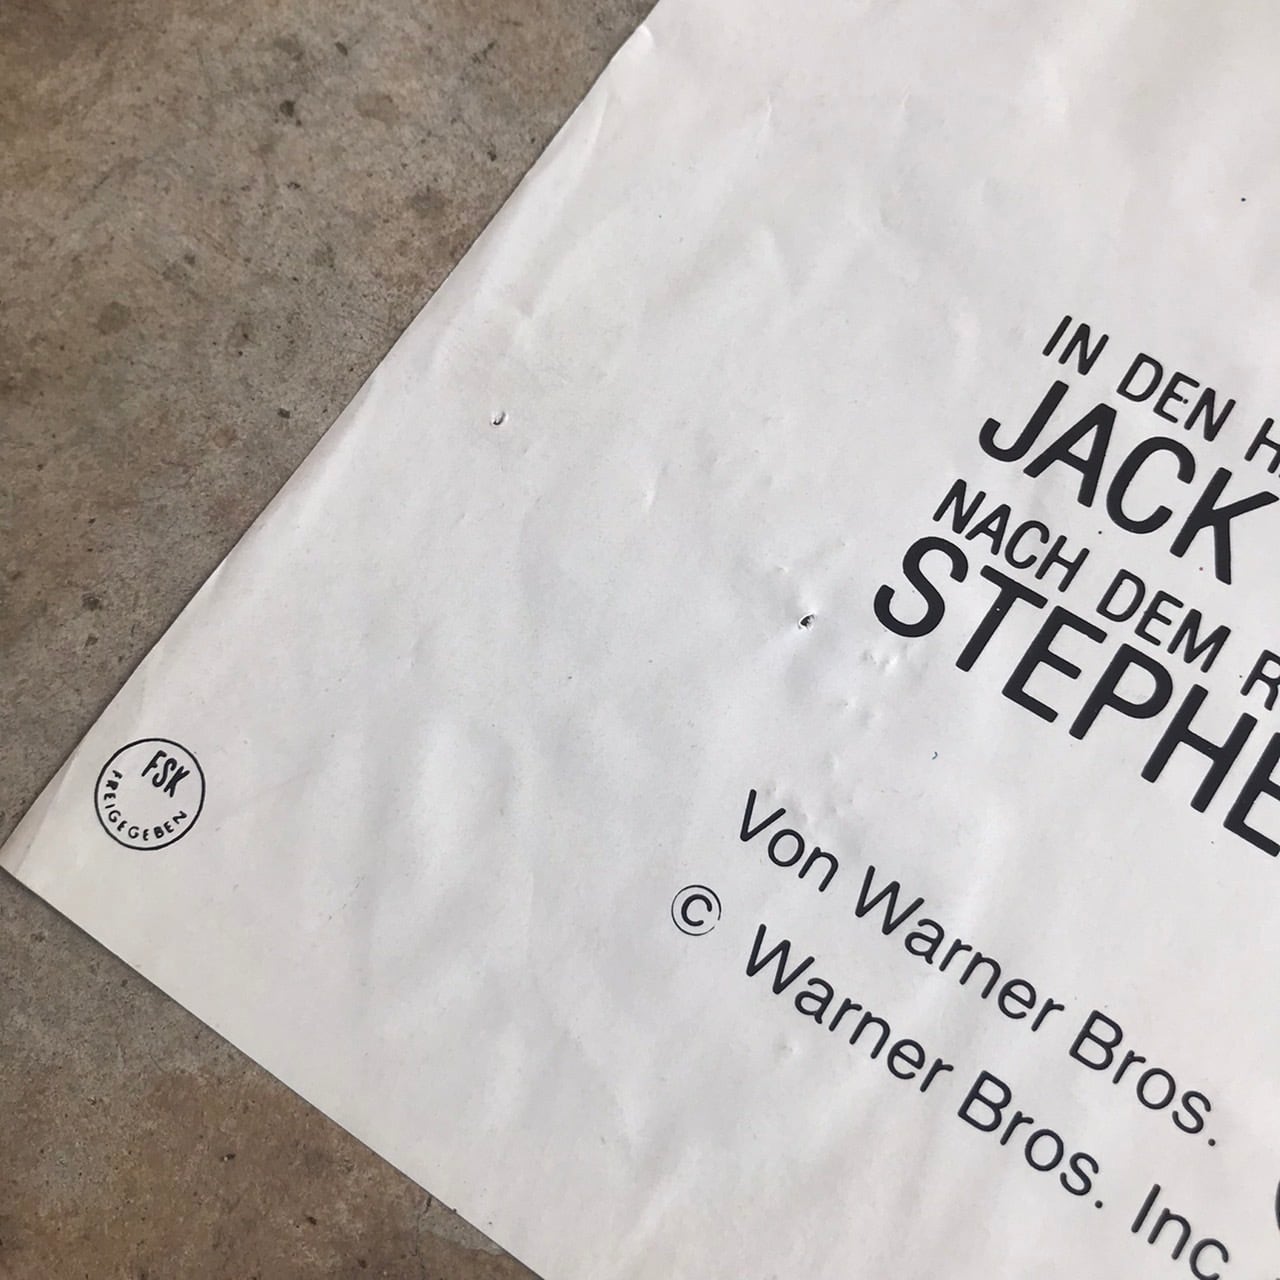 IN DEN
JACK
NACH DEM
STEPHE
Von Warner Bros.
© Warner Bros. Inc
FSK
FREIGEGEBEN